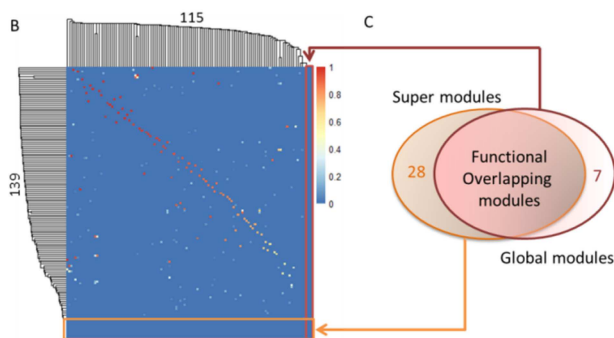 B
115
C
139
1
0.8
0.6
0.4
0.2
0
Super modules
28
Functional
Overlapping
modules
7
Global modules